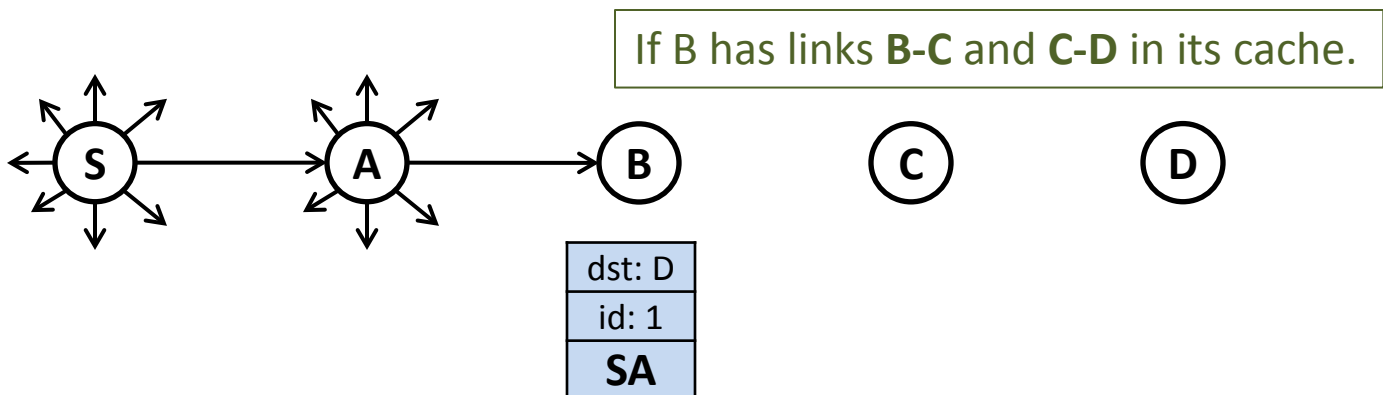 If B has links B-C and C-D in its cache.
S
A
B
C
D
dst: D
id: 1
SA